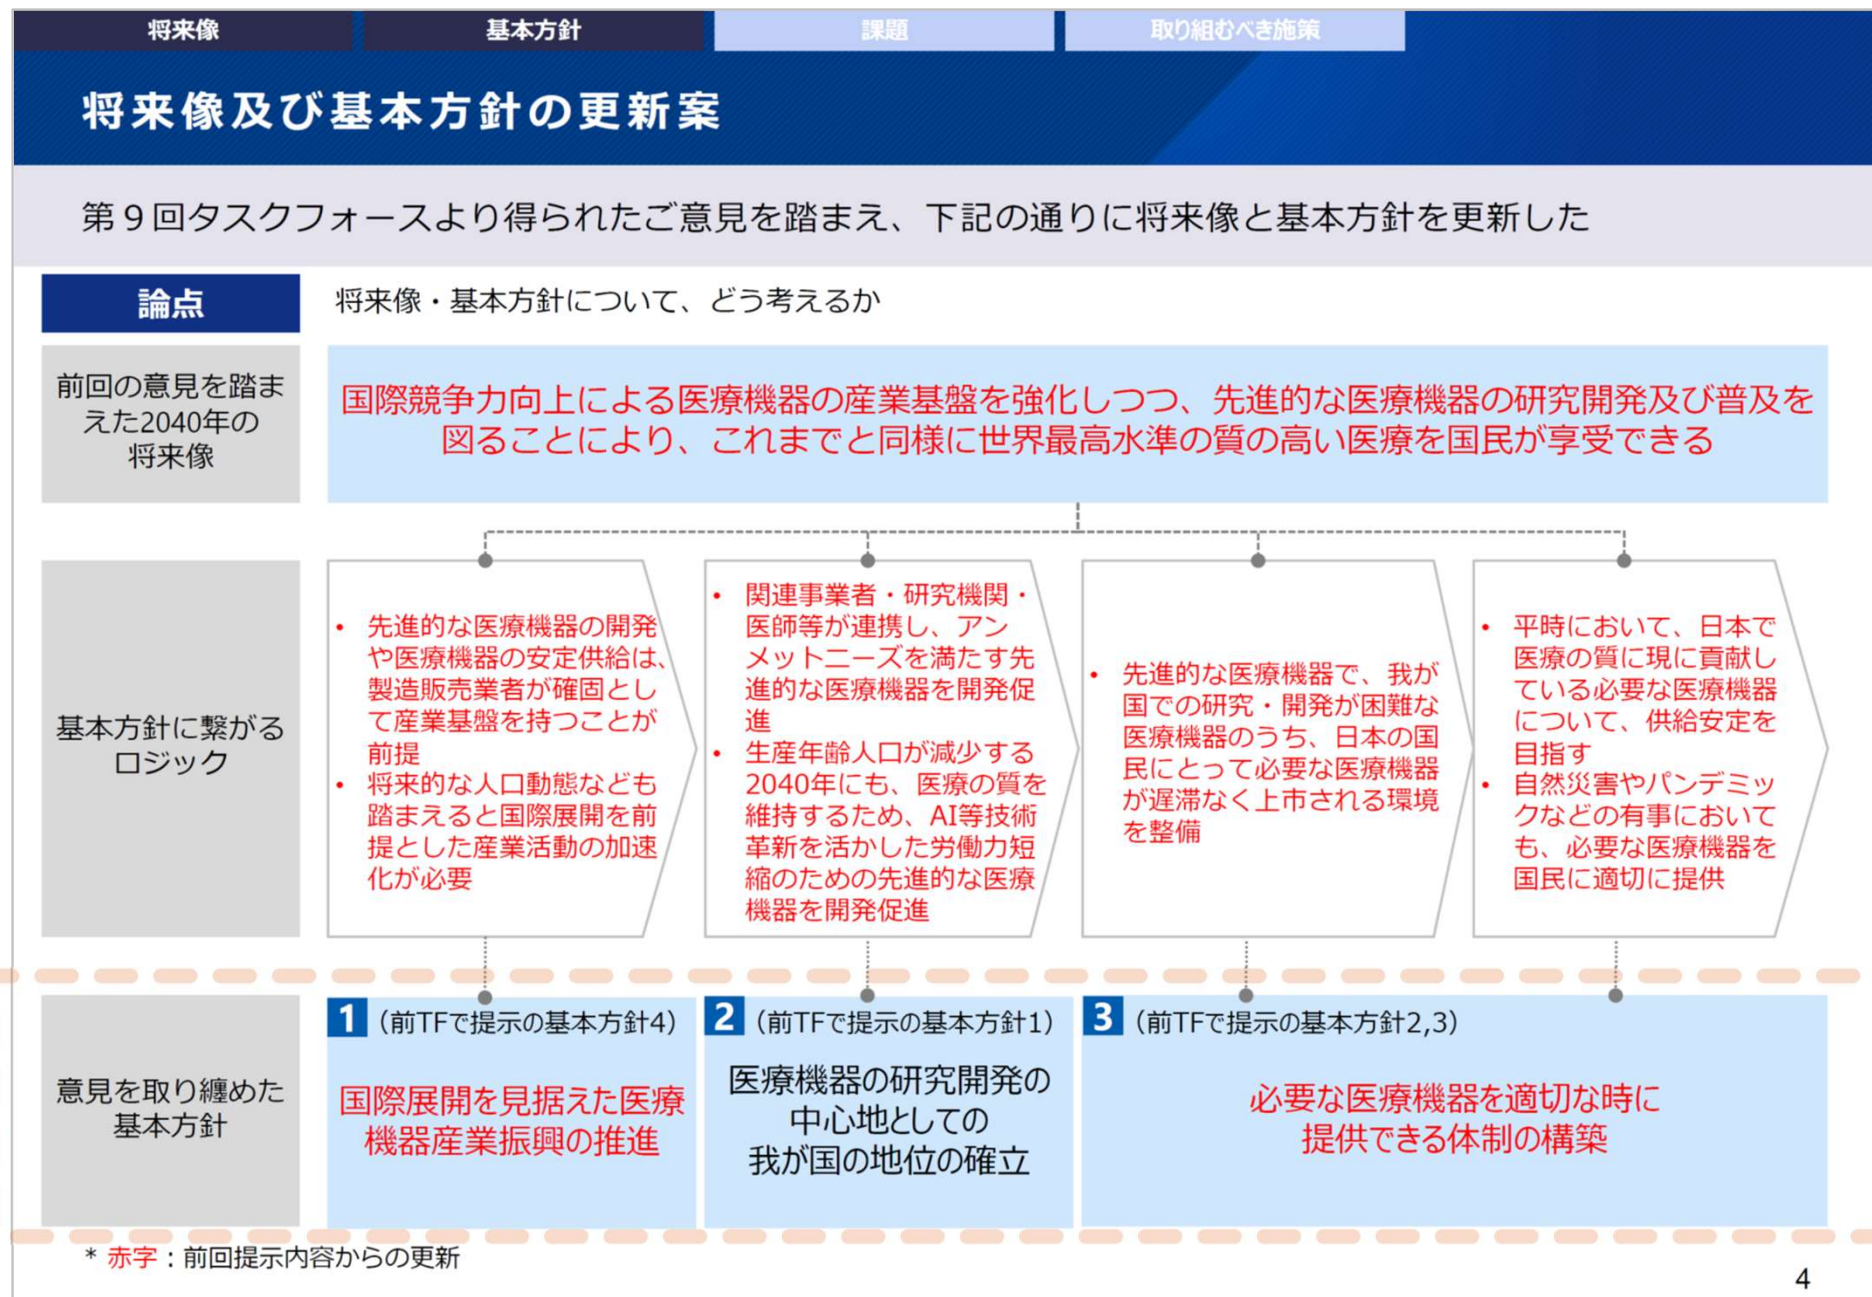 将来像
基本方針
課題
取り組むべき施策
将来像及び基本方針の更新案
第９回タスクフォースより得られたご意見を踏まえ、下記の通りに将来像と基本方針を更新した
論点
将来像・基本方針について、どう考えるか
前回の意見を踏ま
えた2040年の
将来像
国際競争力向上による医療機器の産業基盤を強化しつつ、先進的な医療機器の研究開発及び普及を
図ることにより、これまでと同様に世界最高水準の質の高い医療を国民が享受できる
基本方針に繋がる
ロジック
• 先進的な医療機器の開発
や医療機器の安定供給は、
製造販売業者が確固とし
て産業基盤を持つことが
前提
• 将来的な人口動態なども
踏まえると国際展開を前
提とした産業活動の加速
化が必要
• 関連事業者・研究機関・
医師等が連携し、アン
メットニーズを満たす先
進的な医療機器を開発促
進
• 生産年齢人口が減少する
2040年にも、医療の質を
維持するため、AI等技術
革新を活かした労働力短
縮のための先進的な医療
機器を開発促進
• 先進的な医療機器で、我が
国での研究・開発が困難な
医療機器のうち、日本の国
民にとって必要な医療機器
が遅滞なく上市される環境
を整備
• 平時において、日本で
医療の質に現に貢献し
ている必要な医療機器
について、供給安定を
目指す
• 自然災害やパンデミッ
クなどの有事において
も、必要な医療機器を
国民に適切に提供
意見を取り纏めた
基本方針
1 （前TFで提示の基本方針4）
国際展開を見据えた医療
機器産業振興の推進
2 （前TFで提示の基本方針1）
医療機器の研究開発の
中心地としての
我が国の地位の確立
3 （前TFで提示の基本方針2,3）
必要な医療機器を適切な時に
提供できる体制の構築
* 赤字：前回提示内容からの更新
4